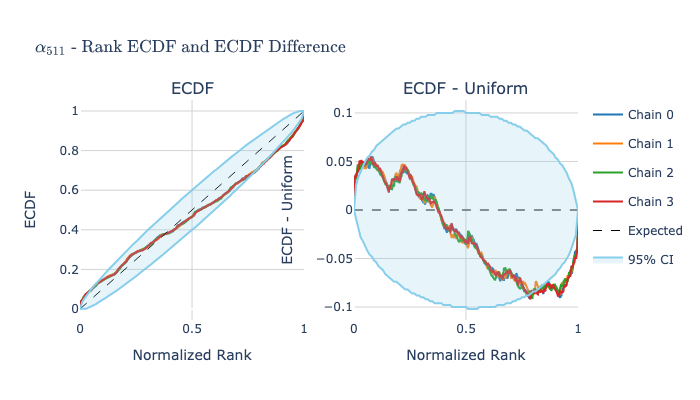 α511 - Rank ECDF and ECDF Difference
ECDF
ECDF
1
0.8
0.6
0.4
0.2
0
0
0.5
1
Normalized Rank
ECDF - Uniform
ECDF - Uniform
0.1
0.05
0
−0.05
−0.1
0
0.5
1
Normalized Rank
Chain 0
Chain 1
Chain 2
Chain 3
Expected
95% CI